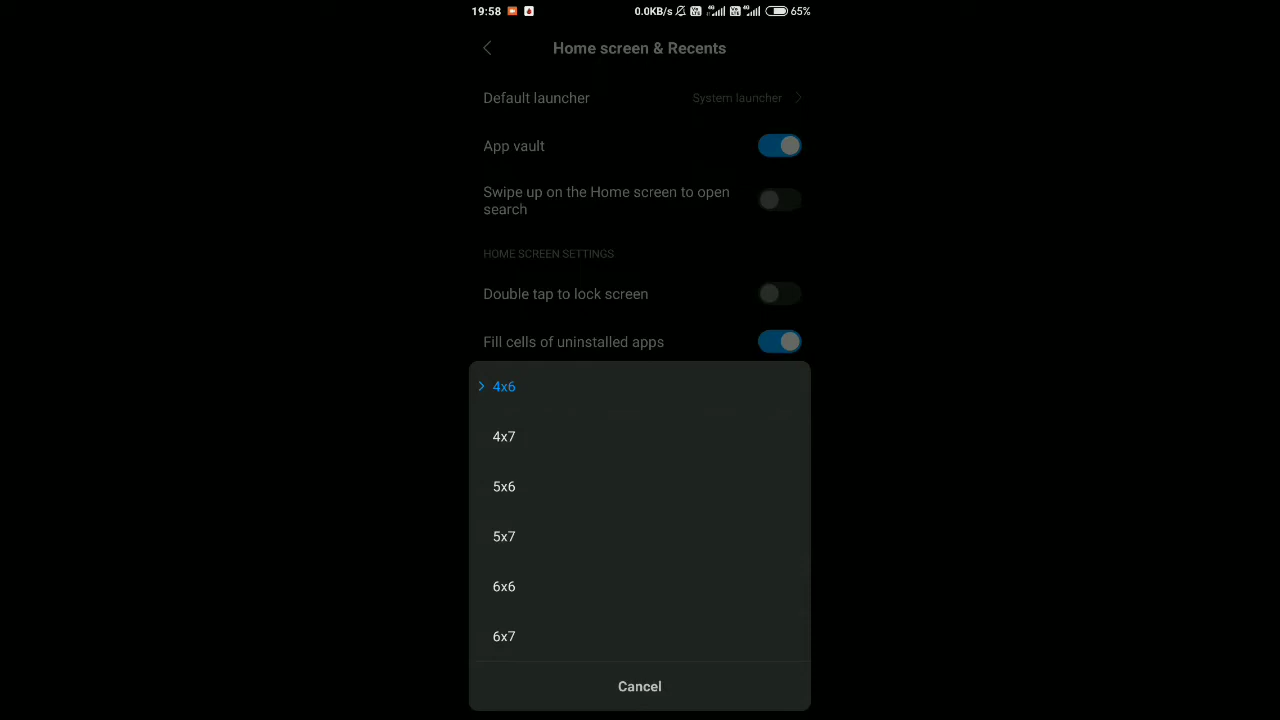 19:58 0.0KB/s 4G 4G 65%
Home screen & Recents
Default launcher System launcher
App vault
Swipe up on the Home screen to open
search
HOME SCREEN SETTINGS
Double tap to lock screen
Fill cells of uninstalled apps
4x6
4x7
5x6
5x7
6x6
6x7
Cancel